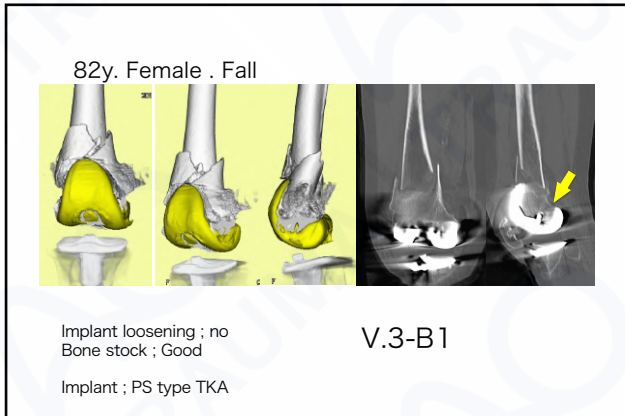 82y. Female . Fall
Implant loosening ; no
Bone stock ; Good
V.3-B1
Implant ; PS type TKA